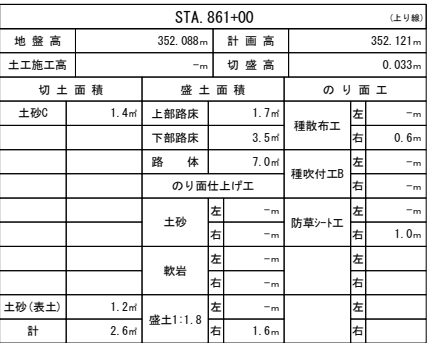 STA. 861+00 (上り線)
地盤高 352.088m 計画高 352.121m
土工施工高 -m 切盛高 0.033m
切土面積 盛土面積 のり面工
土砂C 1.4㎡ 上部路床 1.7㎡ 種散布工 左 -m
下部路床 3.5㎡ 右 0.6m
路体 7.0㎡ 種吹付工B 左 -m
のり面仕上げ工 右 -m
土砂 左 -m 防草ｼｰﾄ工 左 -m
右 -m 右 1.0m
軟岩 左 -m 左
右 -m 右
土砂(表土) 1.2㎡ 盛土1:1.8 左 -m 左
計 2.6㎡ 右 1.6m 右